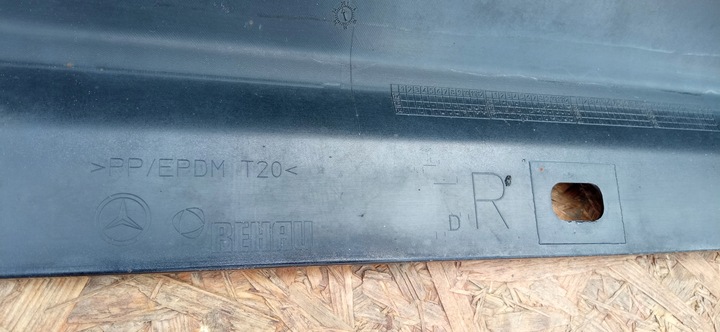 >PP/EPDM T20<
R
D
REHAU